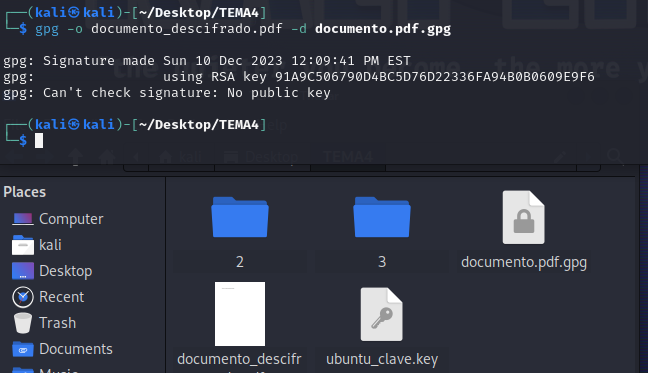 ┌──(kali㉿kali)-[~/Desktop/TEMA4]
└─$ gpg -o documento_descifrado.pdf -d documento.pdf.gpg
gpg: Signature made Sun 10 Dec 2023 12:09:41 PM EST
gpg:                using RSA key 91A9C506790D4BC5D76D22336FA94B0B0609E9F6
gpg: Can't check signature: No public key
┌──(kali㉿kali)-[~/Desktop/TEMA4]
└─$
Places
Computer
kali
Desktop
Recent
Trash
Documents
2
3
documento.pdf.gpg
documento_descifr
ubuntu_clave.key